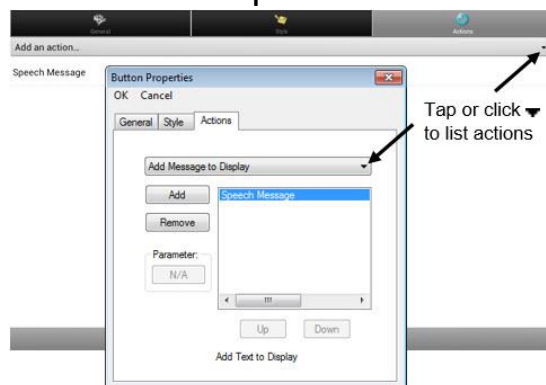 General Style Actions
Add an action...
Speech Message
Button Properties
OK Cancel
General Style Actions
Tap or click
to list actions
Add Message to Display
Add
Speech Message
Remove
Parameter:
N/A
Up Down
Add Text to Display